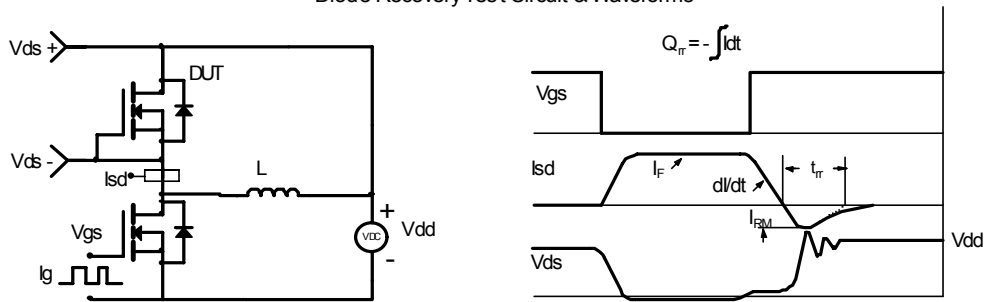 Diode Recovery Test Circuit & Waveforms
Vds +
DUT
Vds -
Isd
L
Vgs
Ig
VDC
+
-
Vdd
Qrr = - ∫Idt
Vgs
Isd
IF
dI/dt
trr
IRM
Vdd
Vds